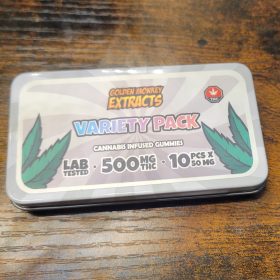 GOLDEN MONKEY
EXTRACTS
VARIETY PACK
CANNABIS INFUSED GUMMIES
LAB TESTED · 500 MG THC · 10 PCS X 50 MG